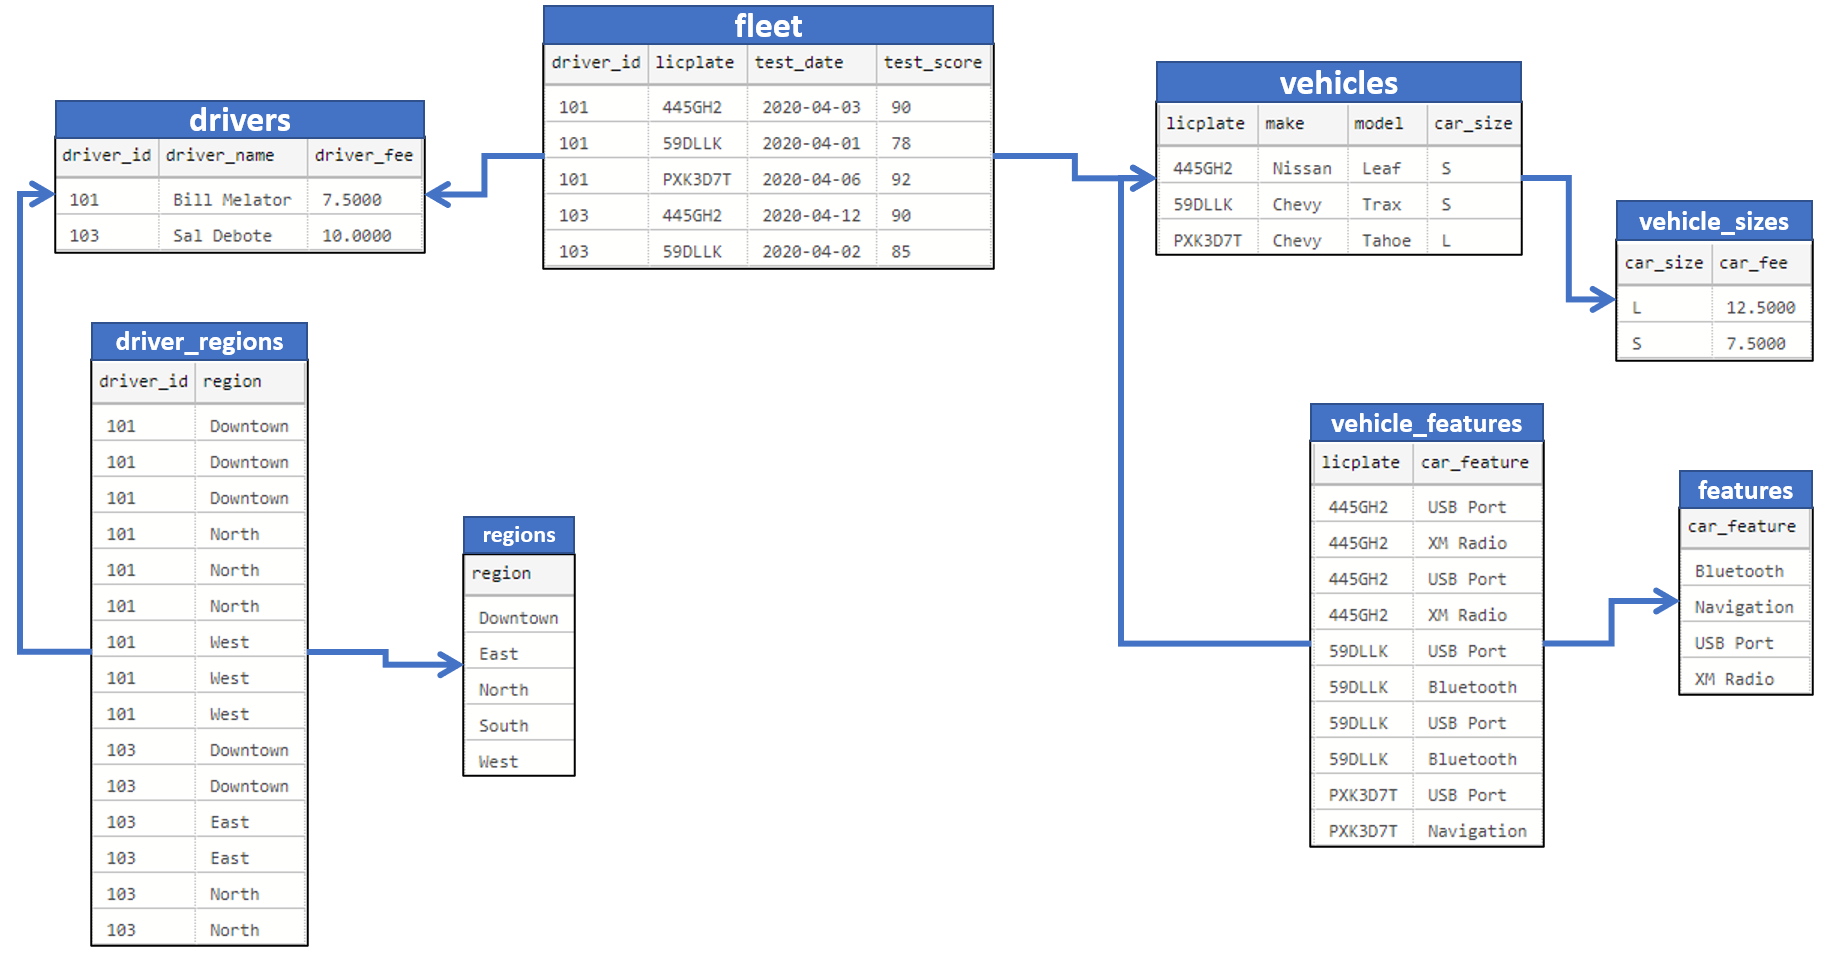 fleet
driver_id licplate test_date test_score
101 445GH2 2020-04-03 90
101 59DLLK 2020-04-01 78
101 PXK3D7T 2020-04-06 92
103 445GH2 2020-04-12 90
103 59DLLK 2020-04-02 85
drivers
driver_id driver_name driver_fee
101 Bill Melator 7.5000
103 Sal Debote 10.0000
vehicles
licplate make model car_size
445GH2 Nissan Leaf S
59DLLK Chevy Trax S
PXK3D7T Chevy Tahoe L
vehicle_sizes
car_size car_fee
L 12.5000
S 7.5000
driver_regions
driver_id region
101 Downtown
101 Downtown
101 Downtown
101 North
101 North
101 North
101 West
101 West
101 West
103 Downtown
103 Downtown
103 East
103 East
103 North
103 North
regions
region
Downtown
East
North
South
West
vehicle_features
licplate car_feature
445GH2 USB Port
445GH2 XM Radio
445GH2 USB Port
445GH2 XM Radio
59DLLK USB Port
59DLLK Bluetooth
59DLLK USB Port
59DLLK Bluetooth
PXK3D7T USB Port
PXK3D7T Navigation
features
car_feature
Bluetooth
Navigation
USB Port
XM Radio